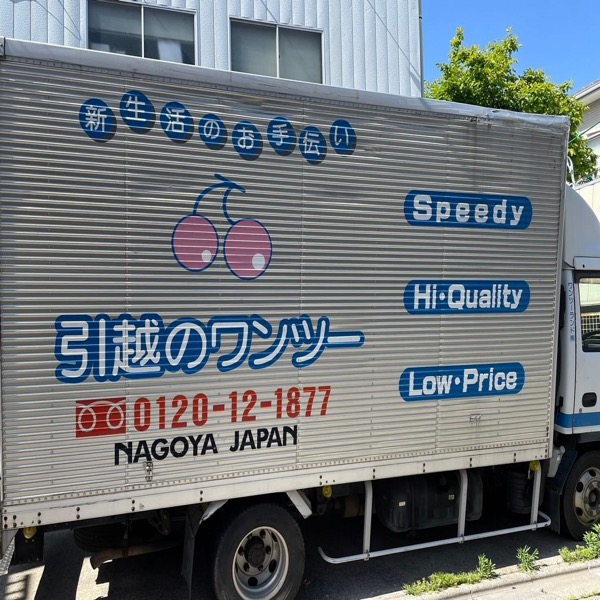 新生活のお手伝い
Speedy
Hi・Quality
引越のワンツー
Low・Price
0120-12-1877
NAGOYA JAPAN